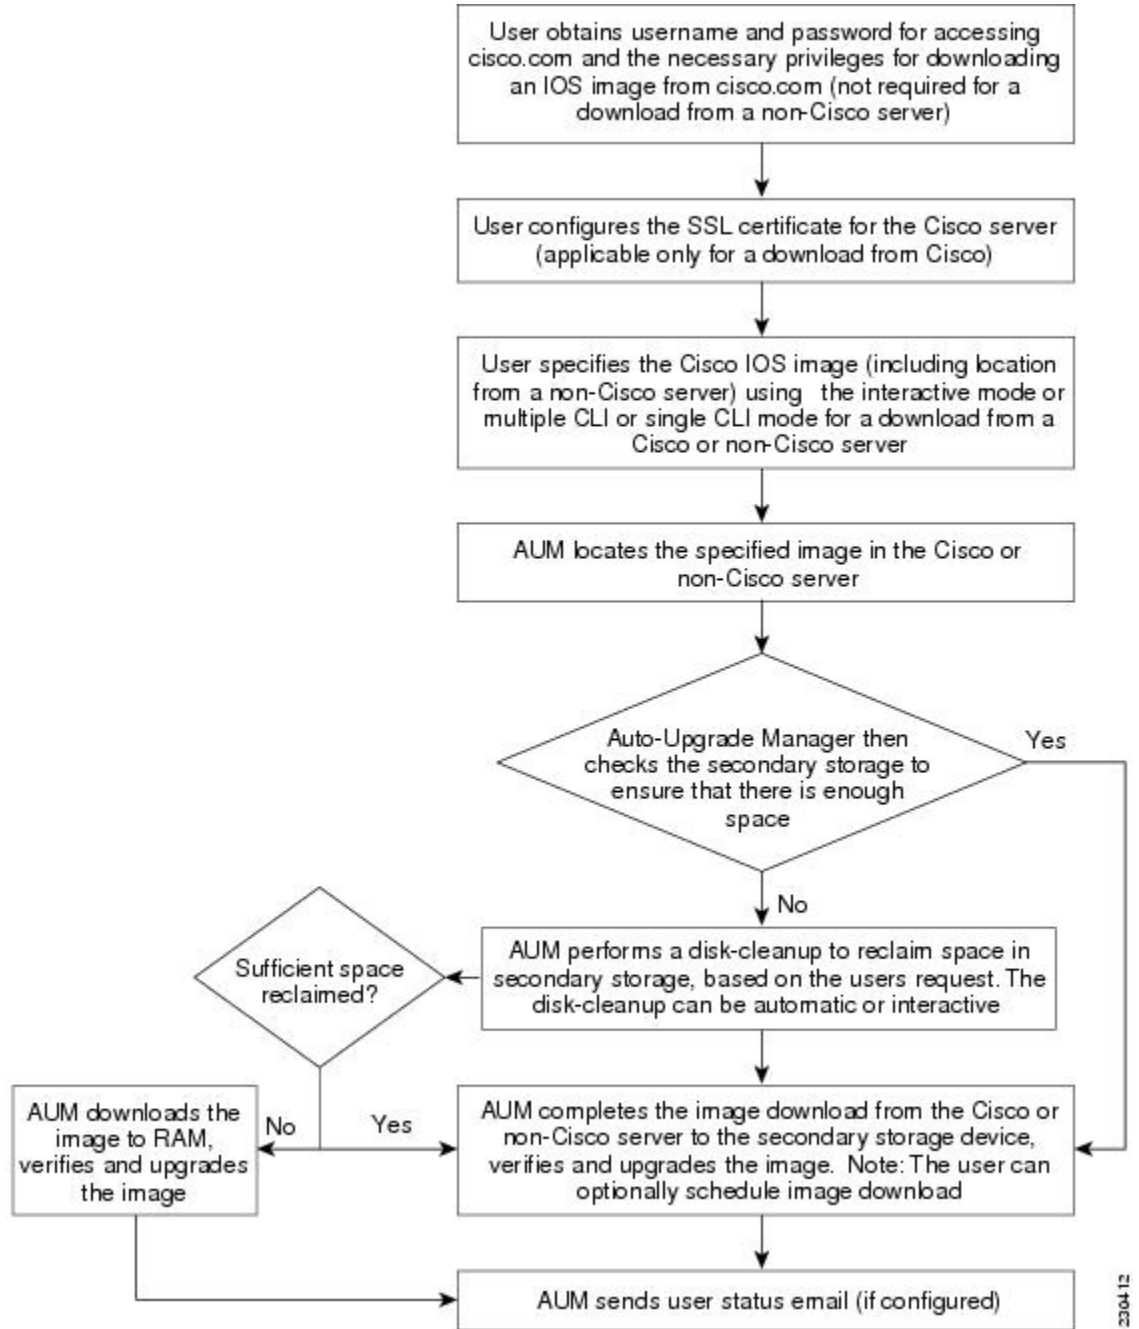 User obtains username and password for accessing
cisco.com and the necessary privileges for downloading
an IOS image from cisco.com (not required for a
download from a non-Cisco server)
User configures the SSL certificate for the Cisco server
(applicable only for a download from Cisco)
User specifies the Cisco IOS image (including location
from a non-Cisco server) using the interactive mode or
multiple CLI or single CLI mode for a download from a
Cisco or non-Cisco server
AUM locates the specified image in the Cisco or
non-Cisco server
Auto-Upgrade Manager then
checks the secondary storage to
ensure that there is enough
space
Yes
No
AUM performs a disk-cleanup to reclaim space in
secondary storage, based on the users request. The
disk-cleanup can be automatic or interactive
Sufficient space
reclaimed?
No
Yes
AUM downloads the
image to RAM,
verifies and upgrades
the image
AUM completes the image download from the Cisco or
non-Cisco server to the secondary storage device,
verifies and upgrades the image. Note: The user can
optionally schedule image download
AUM sends user status email (if configured)
230412